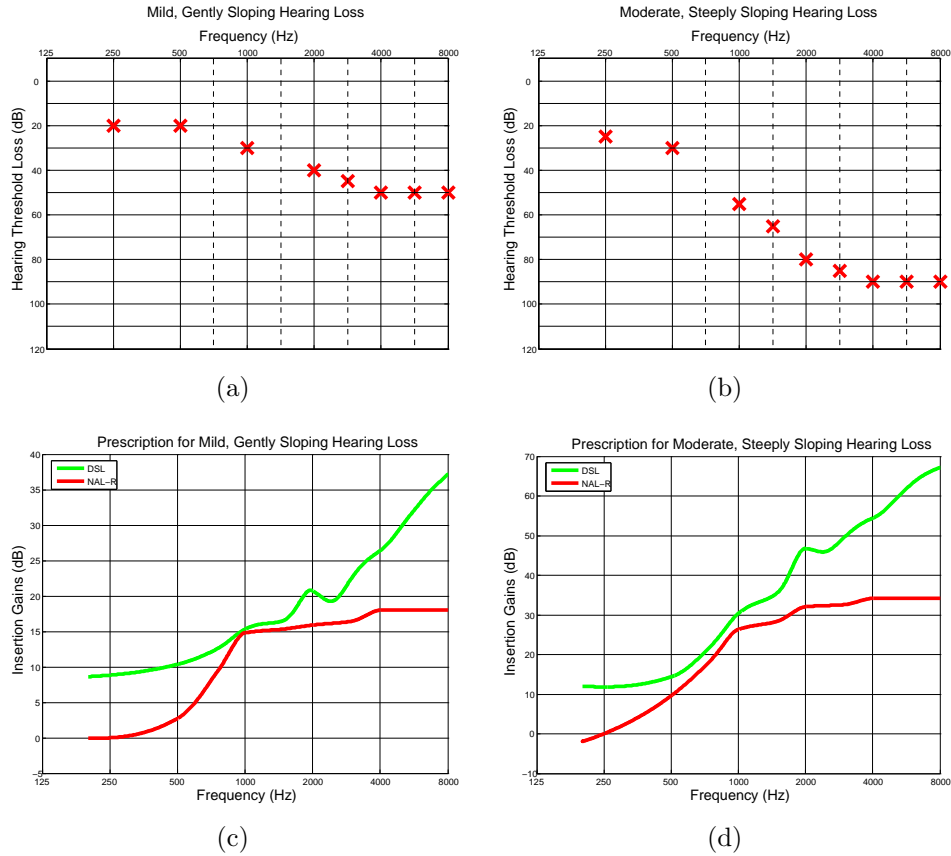 Mild, Gently Sloping Hearing Loss
Frequency (Hz)
125 250 500 1000 2000 4000 8000
Hearing Threshold Loss (dB)
0
20
40
60
80
100
120
(a)
Moderate, Steeply Sloping Hearing Loss
Frequency (Hz)
125 250 500 1000 2000 4000 8000
Hearing Threshold Loss (dB)
0
20
40
60
80
100
120
(b)
Prescription for Mild, Gently Sloping Hearing Loss
DSL
NAL−R
Insertion Gains (dB)
40
35
30
25
20
15
10
5
0
−5
125 250 500 1000 2000 4000 8000
Frequency (Hz)
(c)
Prescription for Moderate, Steeply Sloping Hearing Loss
DSL
NAL−R
Insertion Gains (dB)
70
60
50
40
30
20
10
0
−10
125 250 500 1000 2000 4000 8000
Frequency (Hz)
(d)